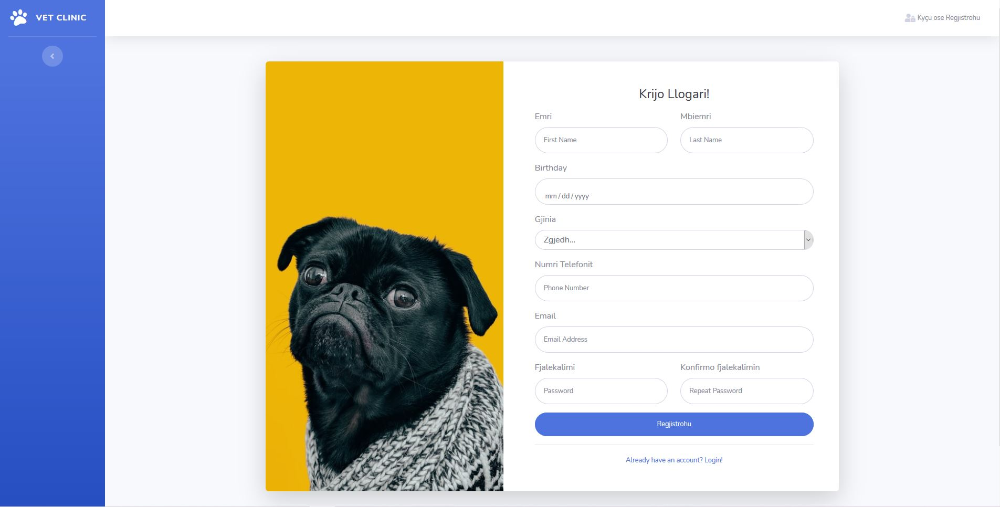 VET CLINIC
Kyçu ose Regjistrohu
Krijo Llogari!
Emri
Mbiemri
First Name
Last Name
Birthday
mm / dd / yyyy
Gjinia
Zgjedh...
Numri Telefonit
Phone Number
Email
Email Address
Fjalekalimi
Konfirmo fjalekalimin
Password
Repeat Password
Regjistrohu
Already have an account? Login!